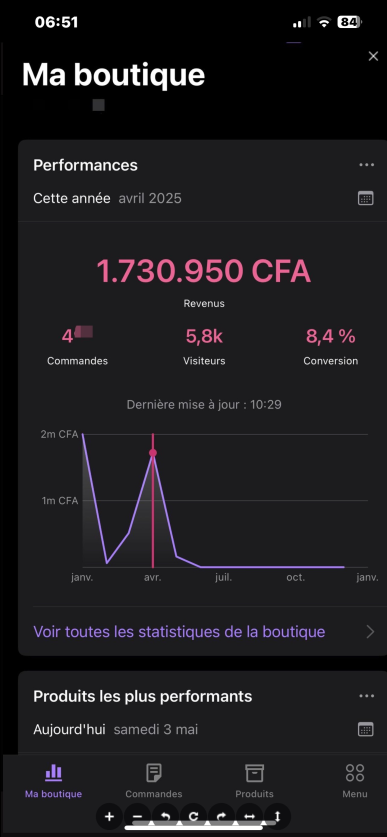 06:51
84
Ma boutique
Performances
Cette année avril 2025
1.730.950 CFA
Revenus
4
5,8k
8,4 %
Commandes
Visiteurs
Conversion
Dernière mise à jour : 10:29
2m CFA
1m CFA
janv.
avr.
juil.
oct.
janv.
Voir toutes les statistiques de la boutique
Produits les plus performants
Aujourd'hui samedi 3 mai
Ma boutique
Commandes
Produits
Menu